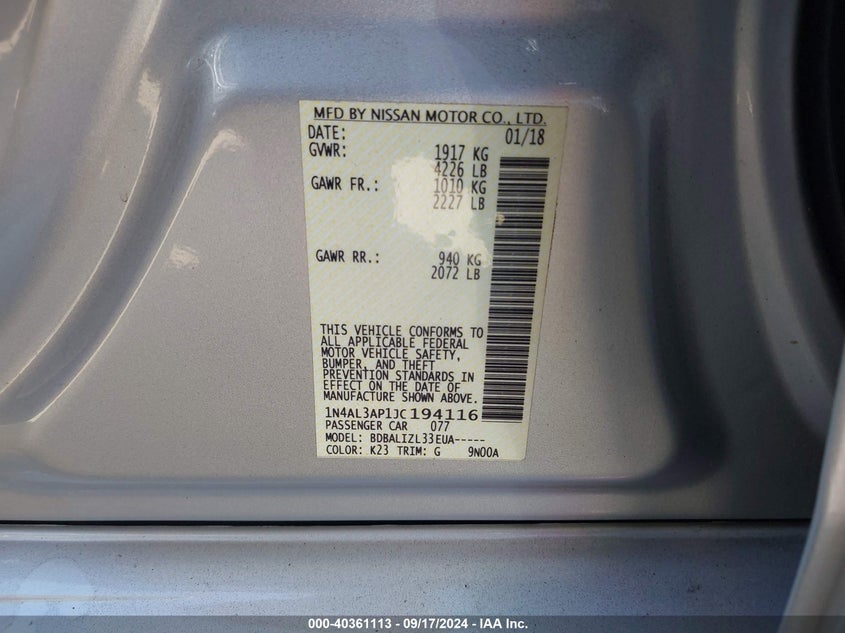 MFD BY NISSAN MOTOR CO., LTD.
DATE: 01/18
GVWR: 1917 KG
4226 LB
GAWR FR.: 1010 KG
2227 LB
GAWR RR.: 940 KG
2072 LB
THIS VEHICLE CONFORMS TO
ALL APPLICABLE FEDERAL
MOTOR VEHICLE SAFETY,
BUMPER, AND THEFT
PREVENTION STANDARDS IN
EFFECT ON THE DATE OF
MANUFACTURE SHOWN ABOVE.
1N4AL3AP1JC194116
PASSENGER CAR 077
MODEL: BDBALIZL33EUA-----
COLOR: K23 TRIM: G 9N00A
000-40361113 - 09/17/2024 - IAA Inc.